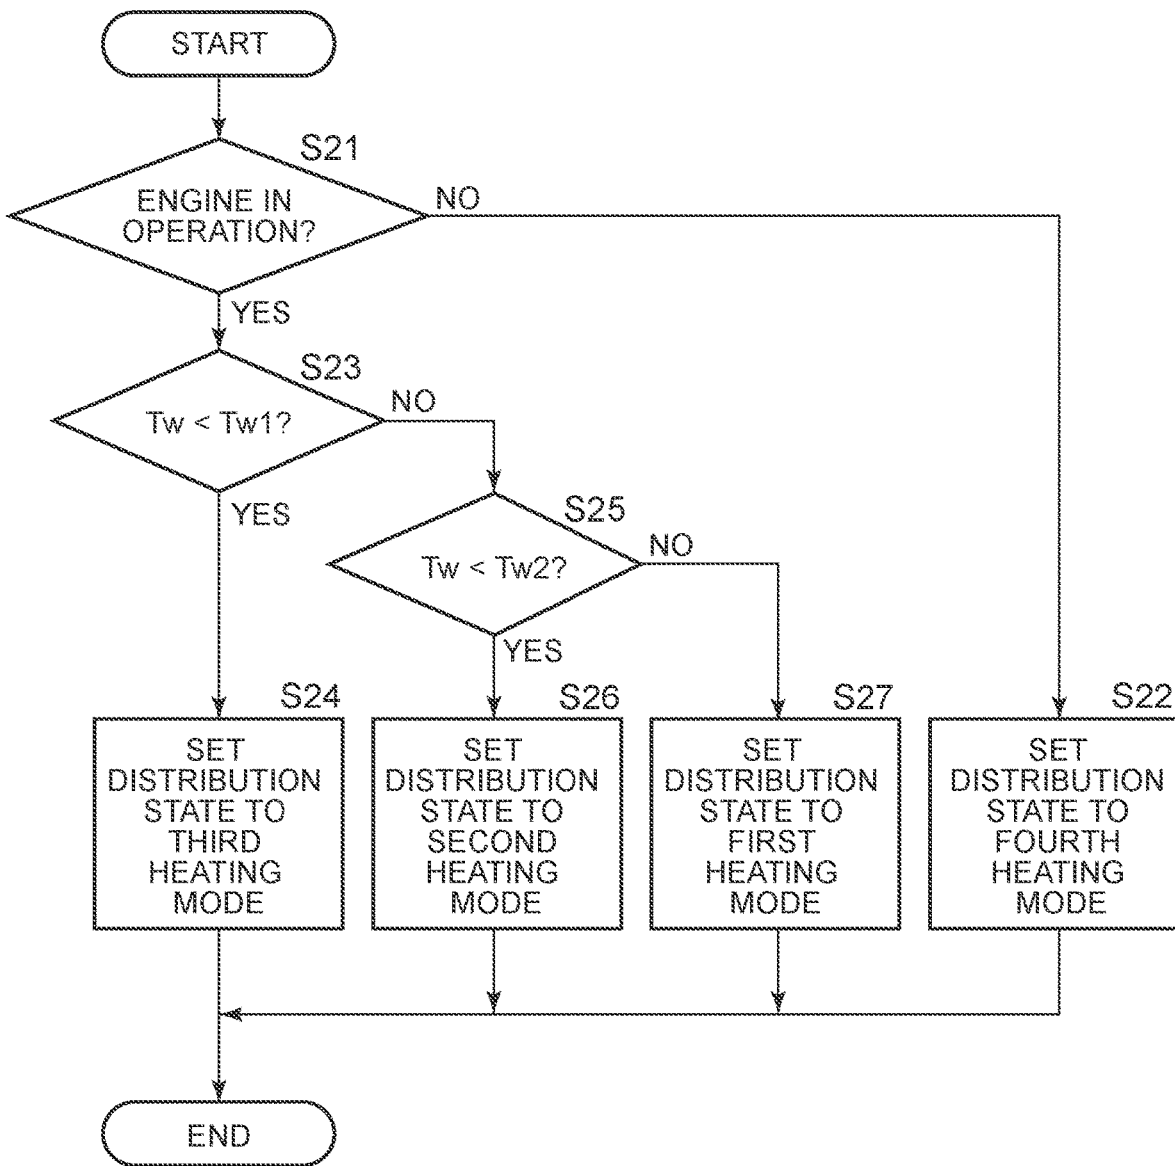 START
S21
ENGINE IN
OPERATION?
NO
YES
S23
Tw < Tw1?
NO
YES
S25
Tw < Tw2?
NO
YES
S24
SET
DISTRIBUTION
STATE TO
THIRD
HEATING
MODE
S26
SET
DISTRIBUTION
STATE TO
SECOND
HEATING
MODE
S27
SET
DISTRIBUTION
STATE TO
FIRST
HEATING
MODE
S22
SET
DISTRIBUTION
STATE TO
FOURTH
HEATING
MODE
END